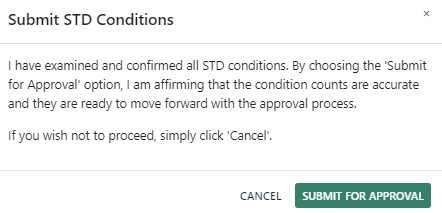 Submit STD Conditions
×
I have examined and confirmed all STD conditions. By choosing the 'Submit
for Approval' option, I am affirming that the condition counts are accurate
and they are ready to move forward with the approval process.
If you wish not to proceed, simply click 'Cancel'.
CANCEL SUBMIT FOR APPROVAL